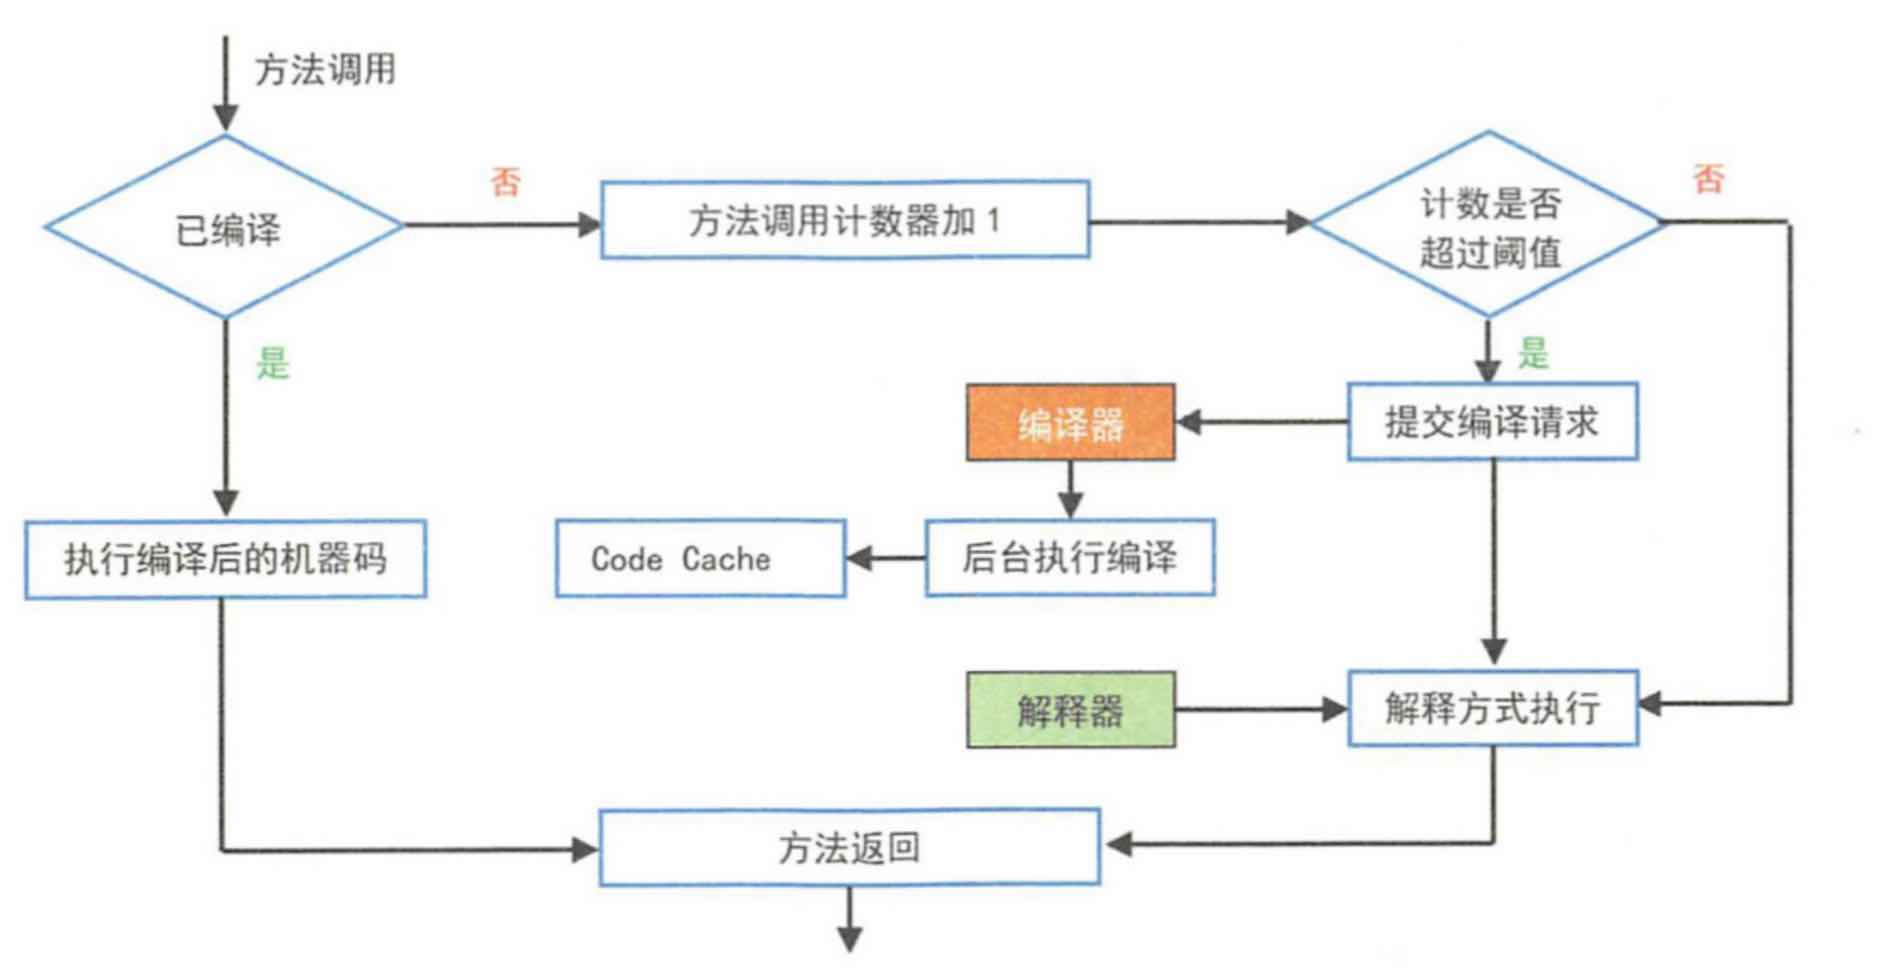 方法调用
已编译
否
方法调用计数器加1
计数是否
超过阈值
否
是
是
编译器
提交编译请求
执行编译后的机器码
Code Cache
后台执行编译
解释器
解释方式执行
方法返回